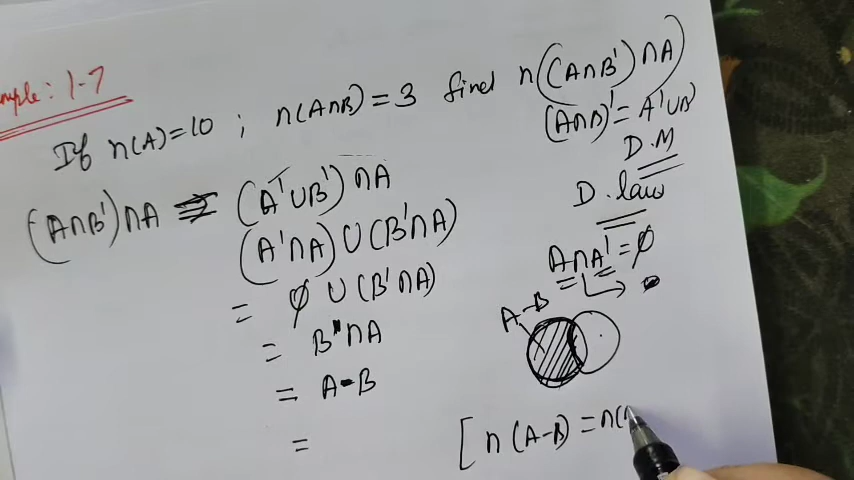 mple: 1-7
If n(A)=10 ; n(A∩B)=3 find n((A∩B')∩A)
(A∩B)' = A'∪B'
D.M
D. law
(A∩B')∩A = (A'∪B')∩A
(A'∩A)∪(B'∩A)
A∩A' = ∅
= ∅ ∪(B'∩A)
A-B
= B'∩A
= A-B
= [n(A-B) = n(